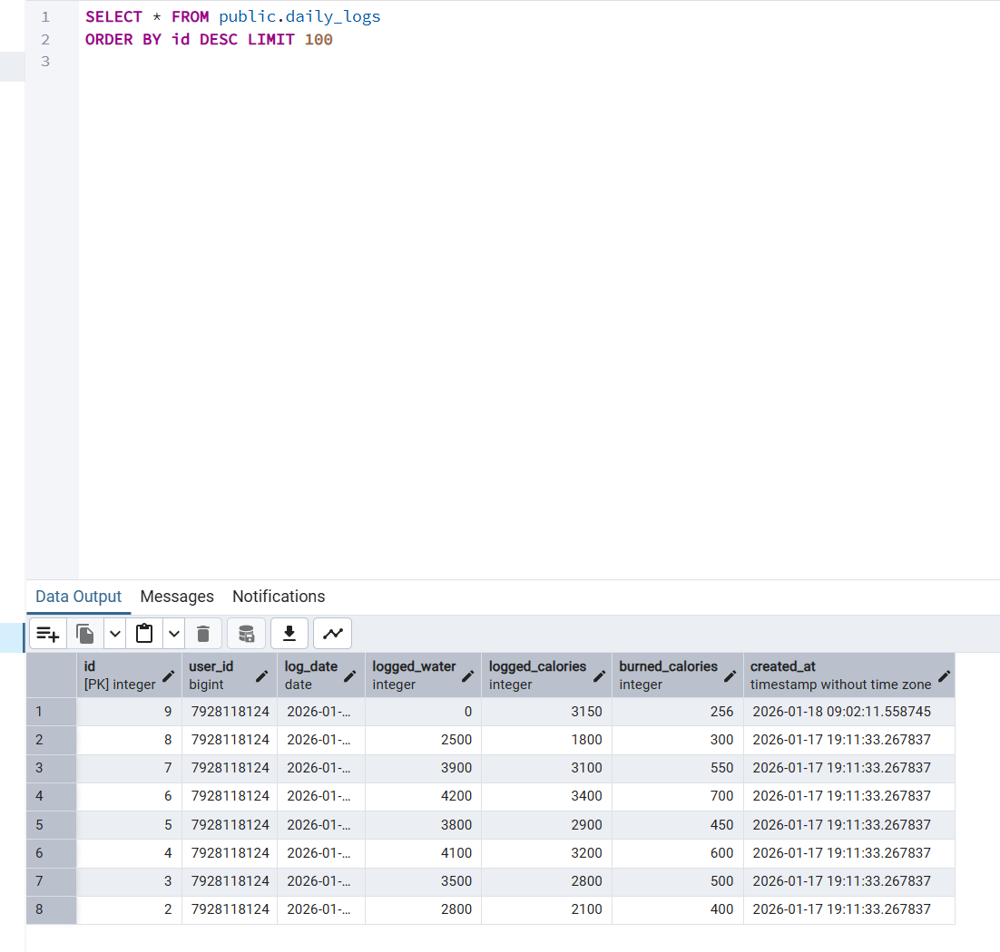 1 SELECT * FROM public.daily_logs
2 ORDER BY id DESC LIMIT 100
3
Data Output Messages Notifications
id user_id log_date logged_water logged_calories burned_calories created_at
[PK] integer bigint date integer integer integer timestamp without time zone
1 9 7928118124 2026-01-... 0 3150 256 2026-01-18 09:02:11.558745
2 8 7928118124 2026-01-... 2500 1800 300 2026-01-17 19:11:33.267837
3 7 7928118124 2026-01-... 3900 3100 550 2026-01-17 19:11:33.267837
4 6 7928118124 2026-01-... 4200 3400 700 2026-01-17 19:11:33.267837
5 5 7928118124 2026-01-... 3800 2900 450 2026-01-17 19:11:33.267837
6 4 7928118124 2026-01-... 4100 3200 600 2026-01-17 19:11:33.267837
7 3 7928118124 2026-01-... 3500 2800 500 2026-01-17 19:11:33.267837
8 2 7928118124 2026-01-... 2800 2100 400 2026-01-17 19:11:33.267837